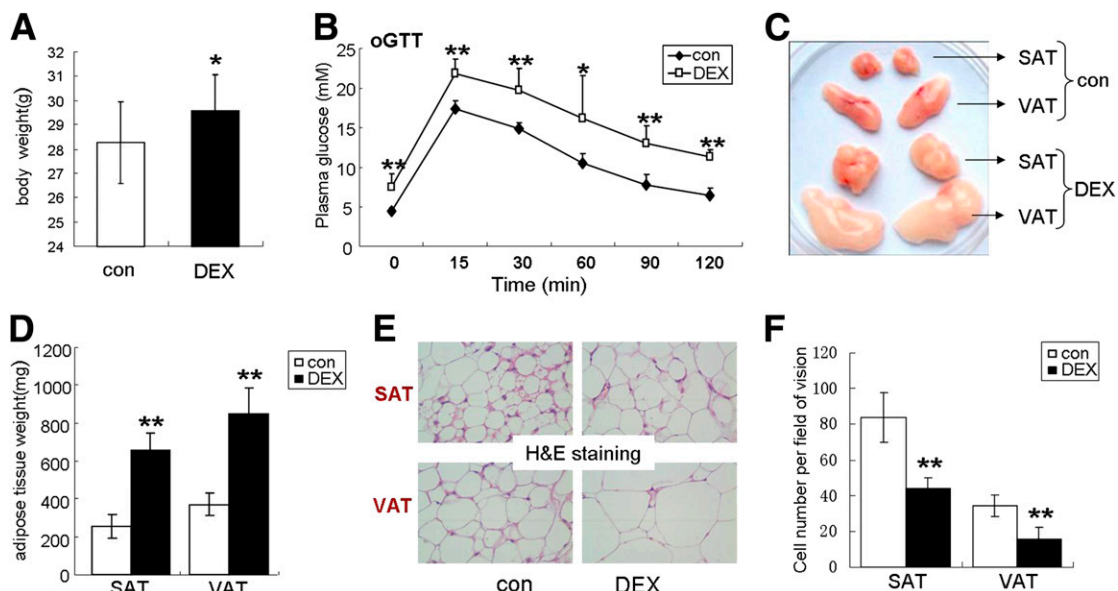 A
body weight(g)
32
31
30
29
28
27
26
25
24
*
con DEX
B
oGTT
con
DEX
Plasma glucose (mM)
25
20
15
10
5
0
** ** ** * ** **
0 15 30 60 90 120
Time (min)
C
SAT
VAT
con
SAT
VAT
DEX
D
adipose tissue weight(mg)
1200
1000
800
600
400
200
0
con
DEX
** **
SAT VAT
E
SAT
H&E staining
VAT
con DEX
F
Cell number per field of vision
120
100
80
60
40
20
0
con
DEX
** **
SAT VAT